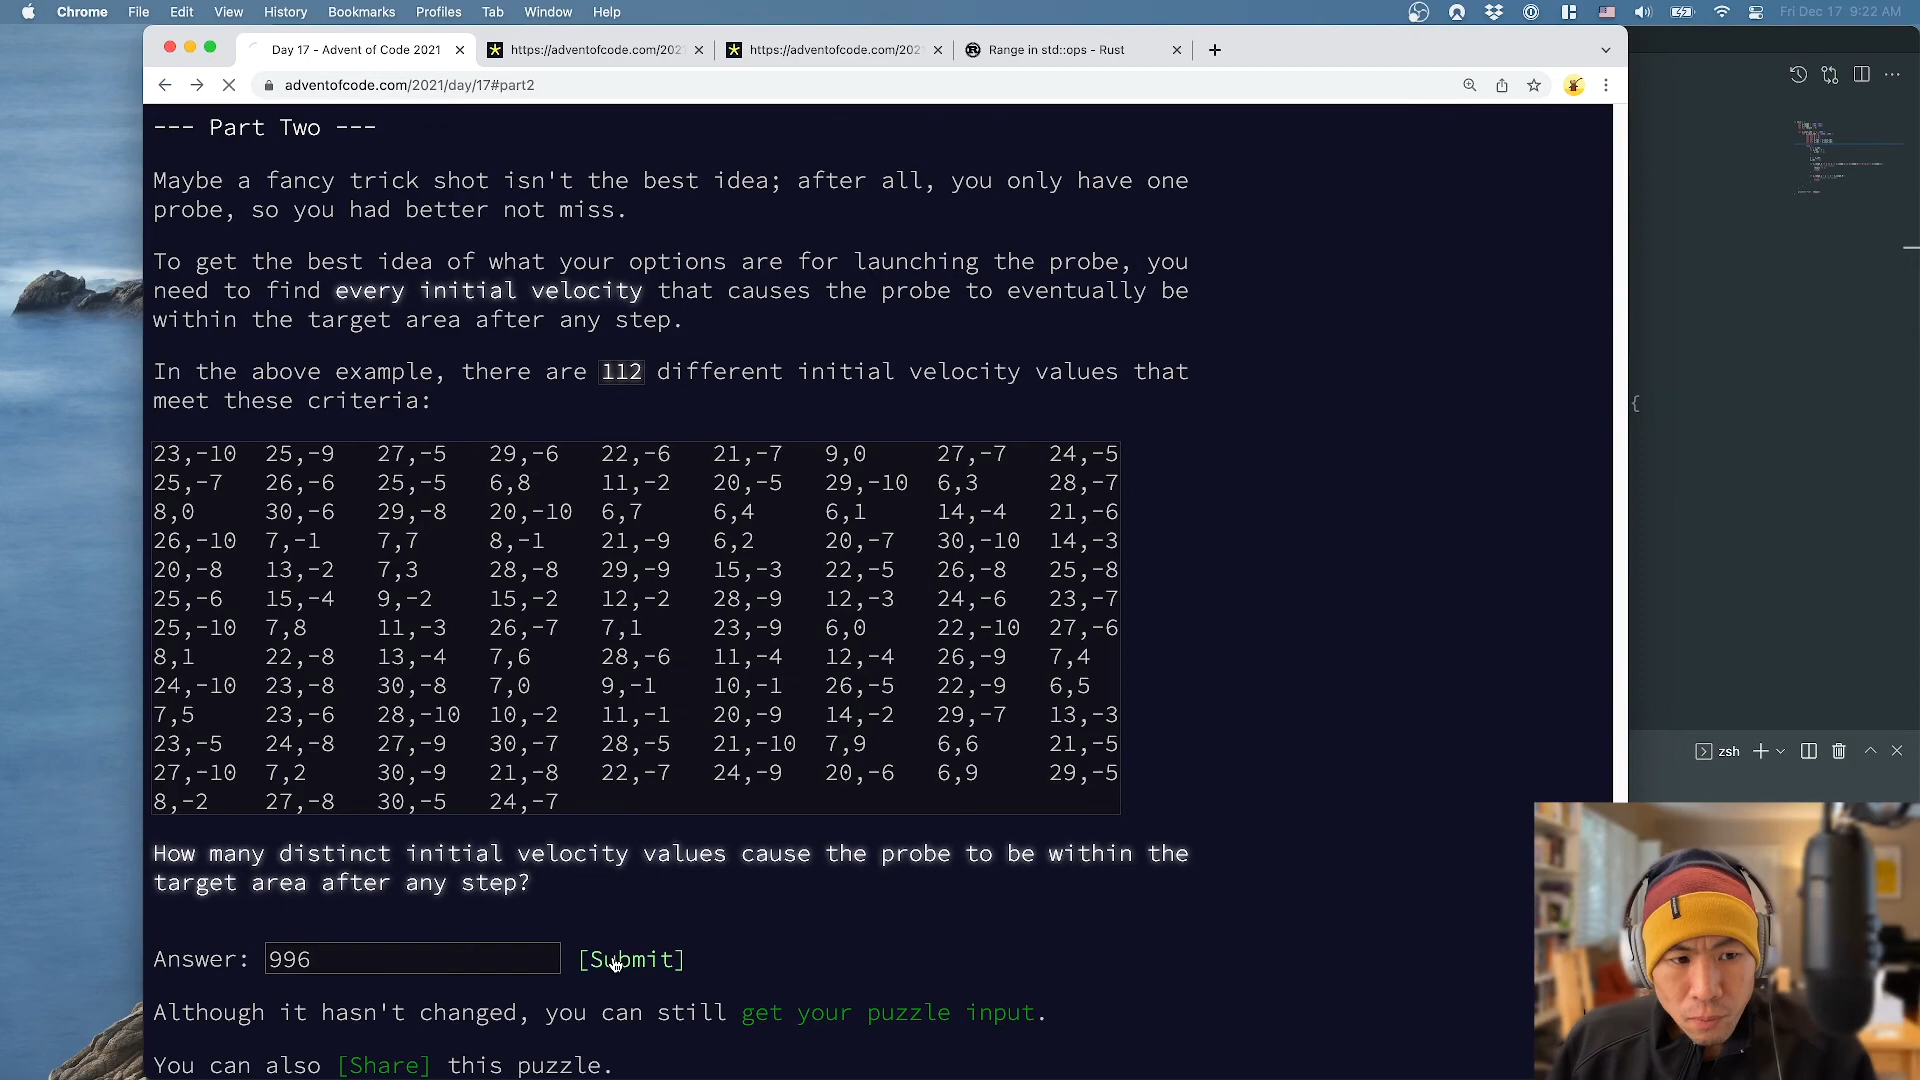 Chrome File Edit View History Bookmarks Profiles Tab Window Help Fri Dec 17 9:22 AM
Day 17 - Advent of Code 2021 https://adventofcode.com/202 https://adventofcode.com/202 Range in std::ops - Rust
adventofcode.com/2021/day/17#part2
--- Part Two ---
Maybe a fancy trick shot isn't the best idea; after all, you only have one
probe, so you had better not miss.
To get the best idea of what your options are for launching the probe, you
need to find every initial velocity that causes the probe to eventually be
within the target area after any step.
In the above example, there are 112 different initial velocity values that
meet these criteria:
{
23,-10 25,-9 27,-5 29,-6 22,-6 21,-7 9,0 27,-7 24,-5
25,-7 26,-6 25,-5 6,8 11,-2 20,-5 29,-10 6,3 28,-7
8,0 30,-6 29,-8 20,-10 6,7 6,4 6,1 14,-4 21,-6
26,-10 7,-1 7,7 8,-1 21,-9 6,2 20,-7 30,-10 14,-3
20,-8 13,-2 7,3 28,-8 29,-9 15,-3 22,-5 26,-8 25,-8
25,-6 15,-4 9,-2 15,-2 12,-2 28,-9 12,-3 24,-6 23,-7
25,-10 7,8 11,-3 26,-7 7,1 23,-9 6,0 22,-10 27,-6
8,1 22,-8 13,-4 7,6 28,-6 11,-4 12,-4 26,-9 7,4
24,-10 23,-8 30,-8 7,0 9,-1 10,-1 26,-5 22,-9 6,5
7,5 23,-6 28,-10 10,-2 11,-1 20,-9 14,-2 29,-7 13,-3
23,-5 24,-8 27,-9 30,-7 28,-5 21,-10 7,9 6,6 21,-5
27,-10 7,2 30,-9 21,-8 22,-7 24,-9 20,-6 6,9 29,-5
8,-2 27,-8 30,-5 24,-7
zsh
How many distinct initial velocity values cause the probe to be within the
target area after any step?
Answer: 996 [Submit]
Although it hasn't changed, you can still get your puzzle input.
You can also [Share] this puzzle.